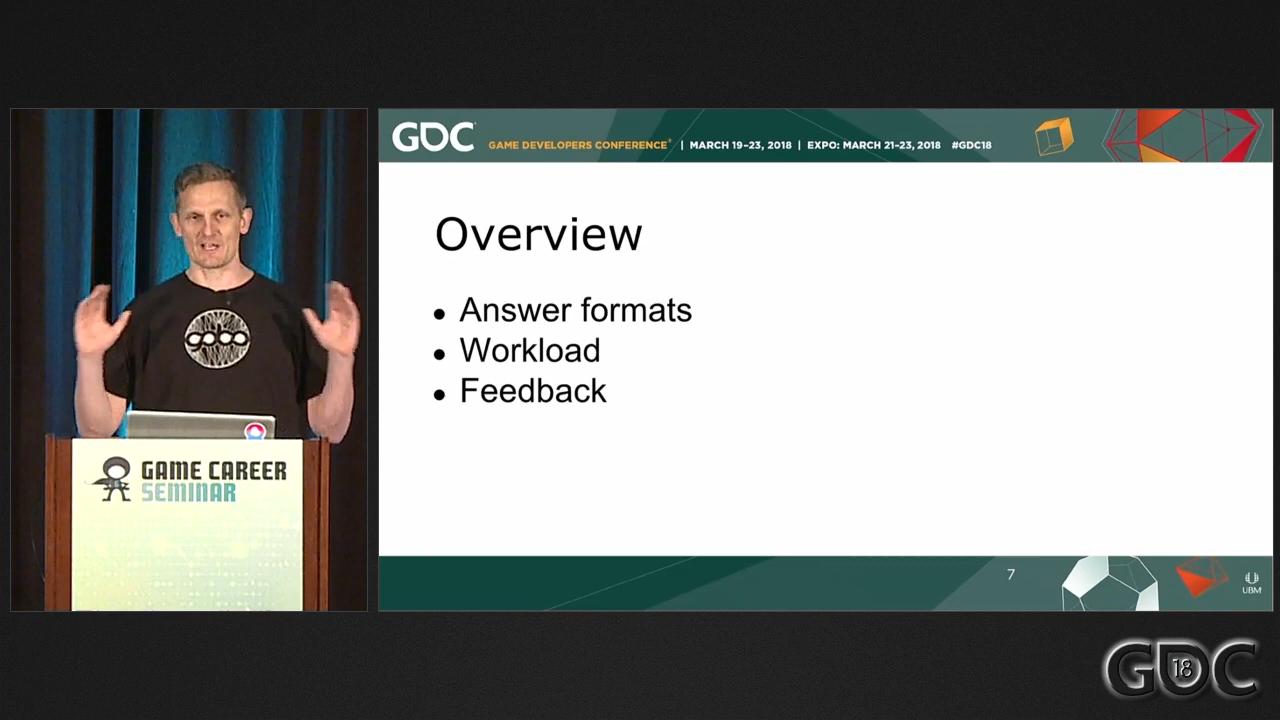 GDC
GAME DEVELOPERS CONFERENCE® | MARCH 19–23, 2018 | EXPO: MARCH 21–23, 2018 #GDC18
Overview
• Answer formats
• Workload
• Feedback
GAME CAREER
SEMINAR
7
UBM
GDC
18